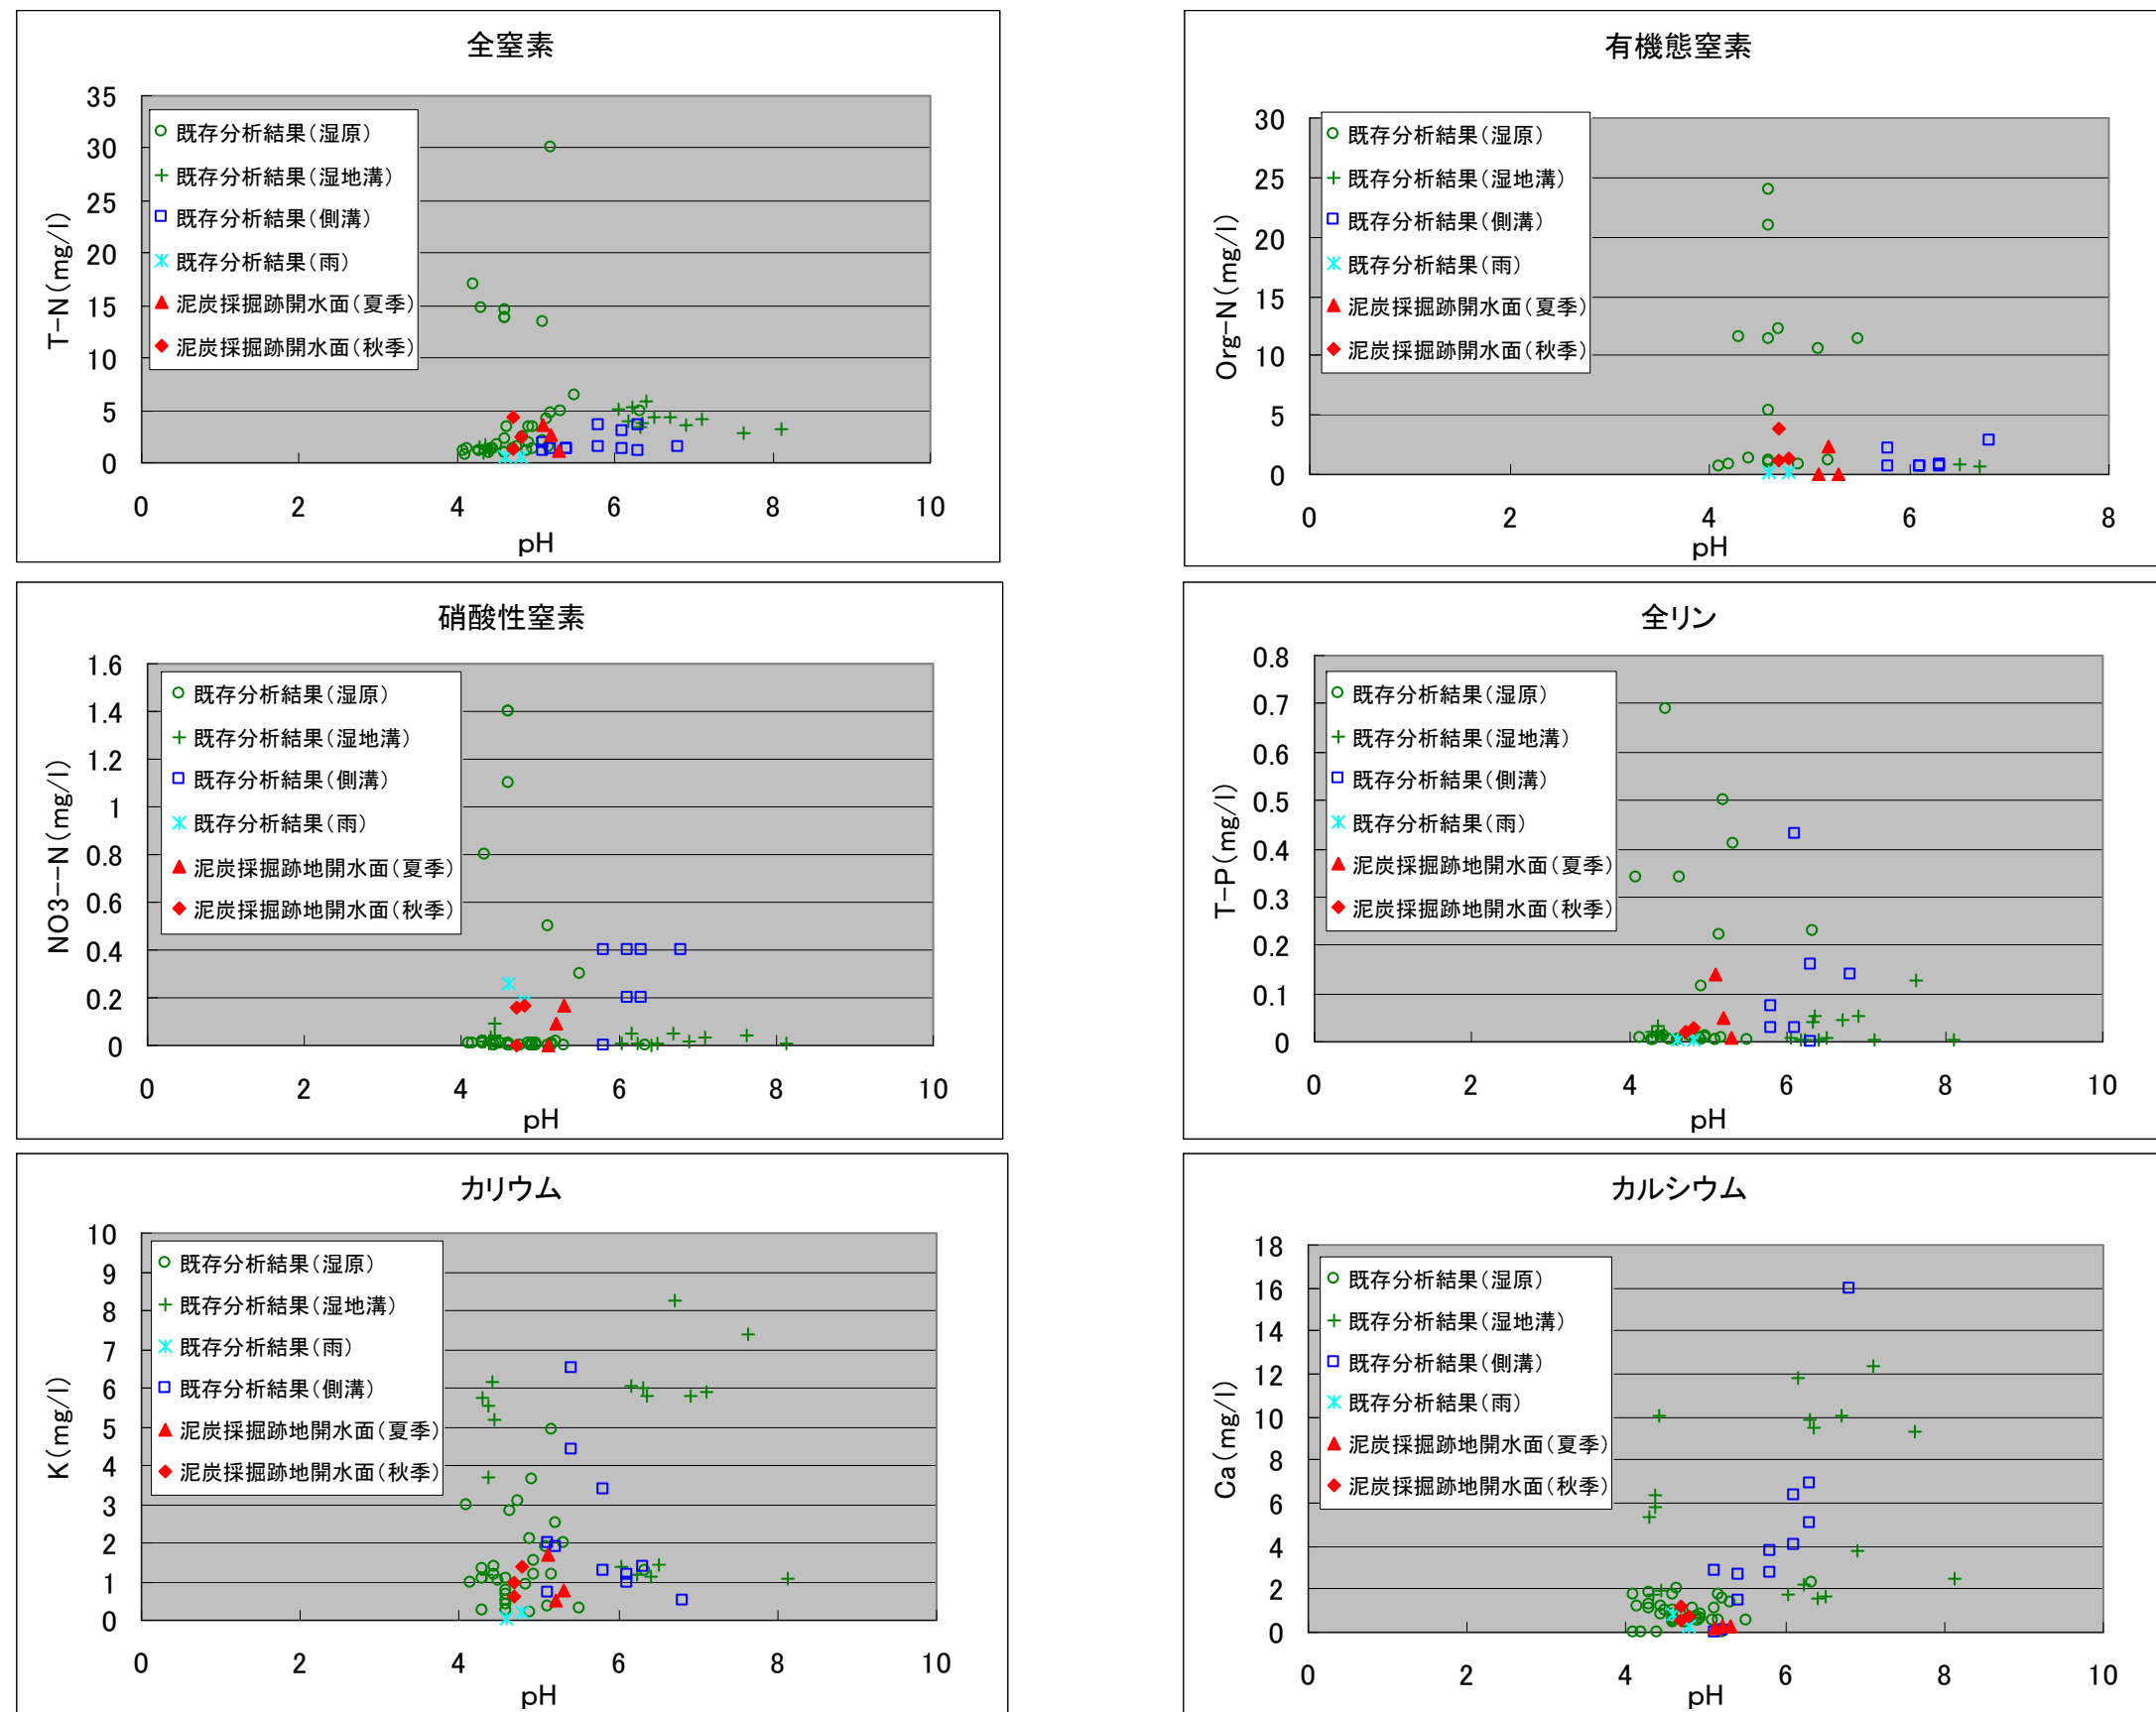 全窒素
35
30
25
20
15
10
5
0
T-N(mg/l)
既存分析結果(湿原)
既存分析結果(湿地溝)
既存分析結果(側溝)
既存分析結果(雨)
泥炭採掘跡開水面(夏季)
泥炭採掘跡開水面(秋季)
0 2 4 6 8 10
pH
有機態窒素
30
25
20
15
10
5
0
Org-N(mg/l)
既存分析結果(湿原)
既存分析結果(湿地溝)
既存分析結果(側溝)
既存分析結果(雨)
泥炭採掘跡開水面(夏季)
泥炭採掘跡開水面(秋季)
0 2 4 6 8
pH
硝酸性窒素
1.6
1.4
1.2
1
0.8
0.6
0.4
0.2
0
NO3--N(mg/l)
既存分析結果(湿原)
既存分析結果(湿地溝)
既存分析結果(側溝)
既存分析結果(雨)
泥炭採掘跡地開水面(夏季)
泥炭採掘跡地開水面(秋季)
0 2 4 6 8 10
pH
全リン
0.8
0.7
0.6
0.5
0.4
0.3
0.2
0.1
0
T-P(mg/l)
既存分析結果(湿原)
既存分析結果(湿地溝)
既存分析結果(側溝)
既存分析結果(雨)
泥炭採掘跡地開水面(夏季)
泥炭採掘跡地開水面(秋季)
0 2 4 6 8 10
pH
カリウム
10
9
8
7
6
5
4
3
2
1
0
K(mg/l)
既存分析結果(湿原)
既存分析結果(湿地溝)
既存分析結果(雨)
既存分析結果(側溝)
泥炭採掘跡地開水面(夏季)
泥炭採掘跡地開水面(秋季)
0 2 4 6 8 10
pH
カルシウム
18
16
14
12
10
8
6
4
2
0
Ca(mg/l)
既存分析結果(湿原)
既存分析結果(湿地溝)
既存分析結果(側溝)
既存分析結果(雨)
泥炭採掘跡地開水面(夏季)
泥炭採掘跡地開水面(秋季)
0 2 4 6 8 10
pH